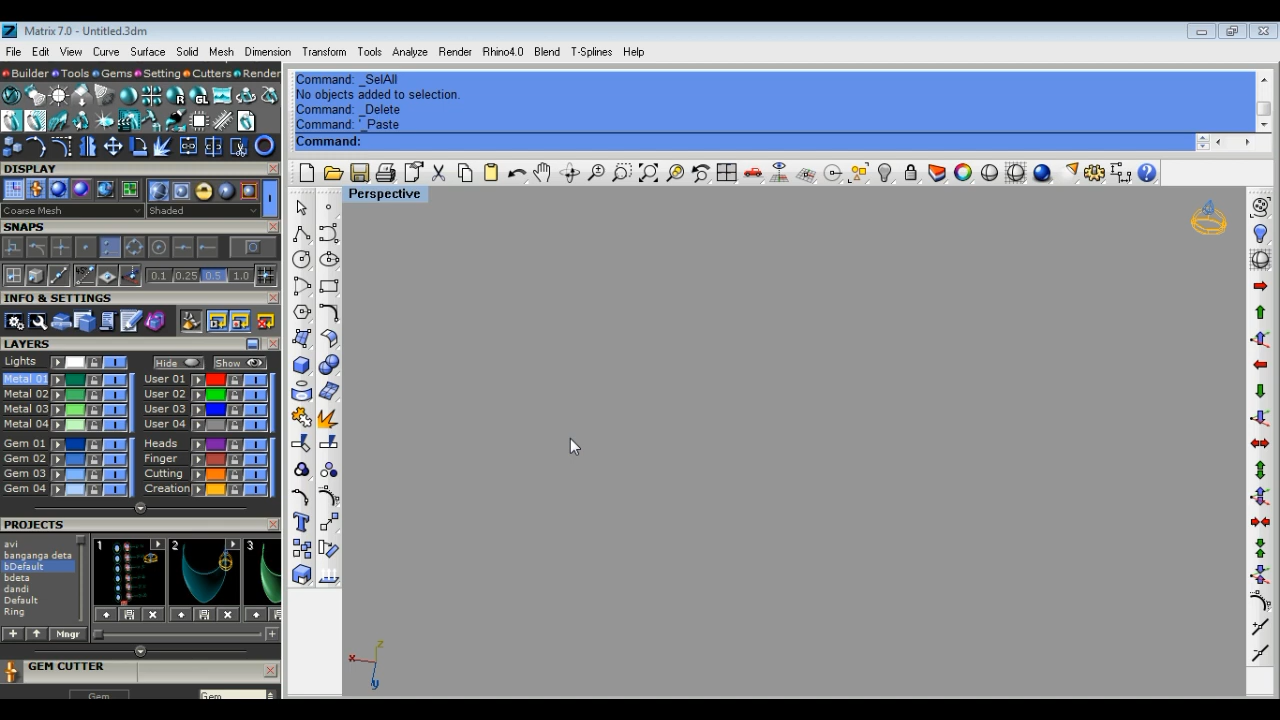 Matrix 7.0 - Untitled.3dm
File Edit View Curve Surface Solid Mesh Dimension Transform Tools Analyze Render Rhino4.0 Blend T-Splines Help
Builder Tools Gems Setting Cutters Render
Command: _SelAll
No objects added to selection.
Command: _Delete
Command: '_Paste
Command:
R GL
DISPLAY
Coarse Mesh Shaded
SNAPS
0.1 0.25 0.5 1.0
INFO & SETTINGS
LAYERS
Lights Hide Show
Metal 01 User 01
Metal 02 User 02
Metal 03 User 03
Metal 04 User 04
Gem 01 Heads
Gem 02 Finger
Gem 03 Cutting
Gem 04 Creation
PROJECTS
avi
banganga deta
bDefault
bdeta
dandi
Default
Ring
1 2 3
Mngr
GEM CUTTER
Gem Gem
Perspective
z
x
y